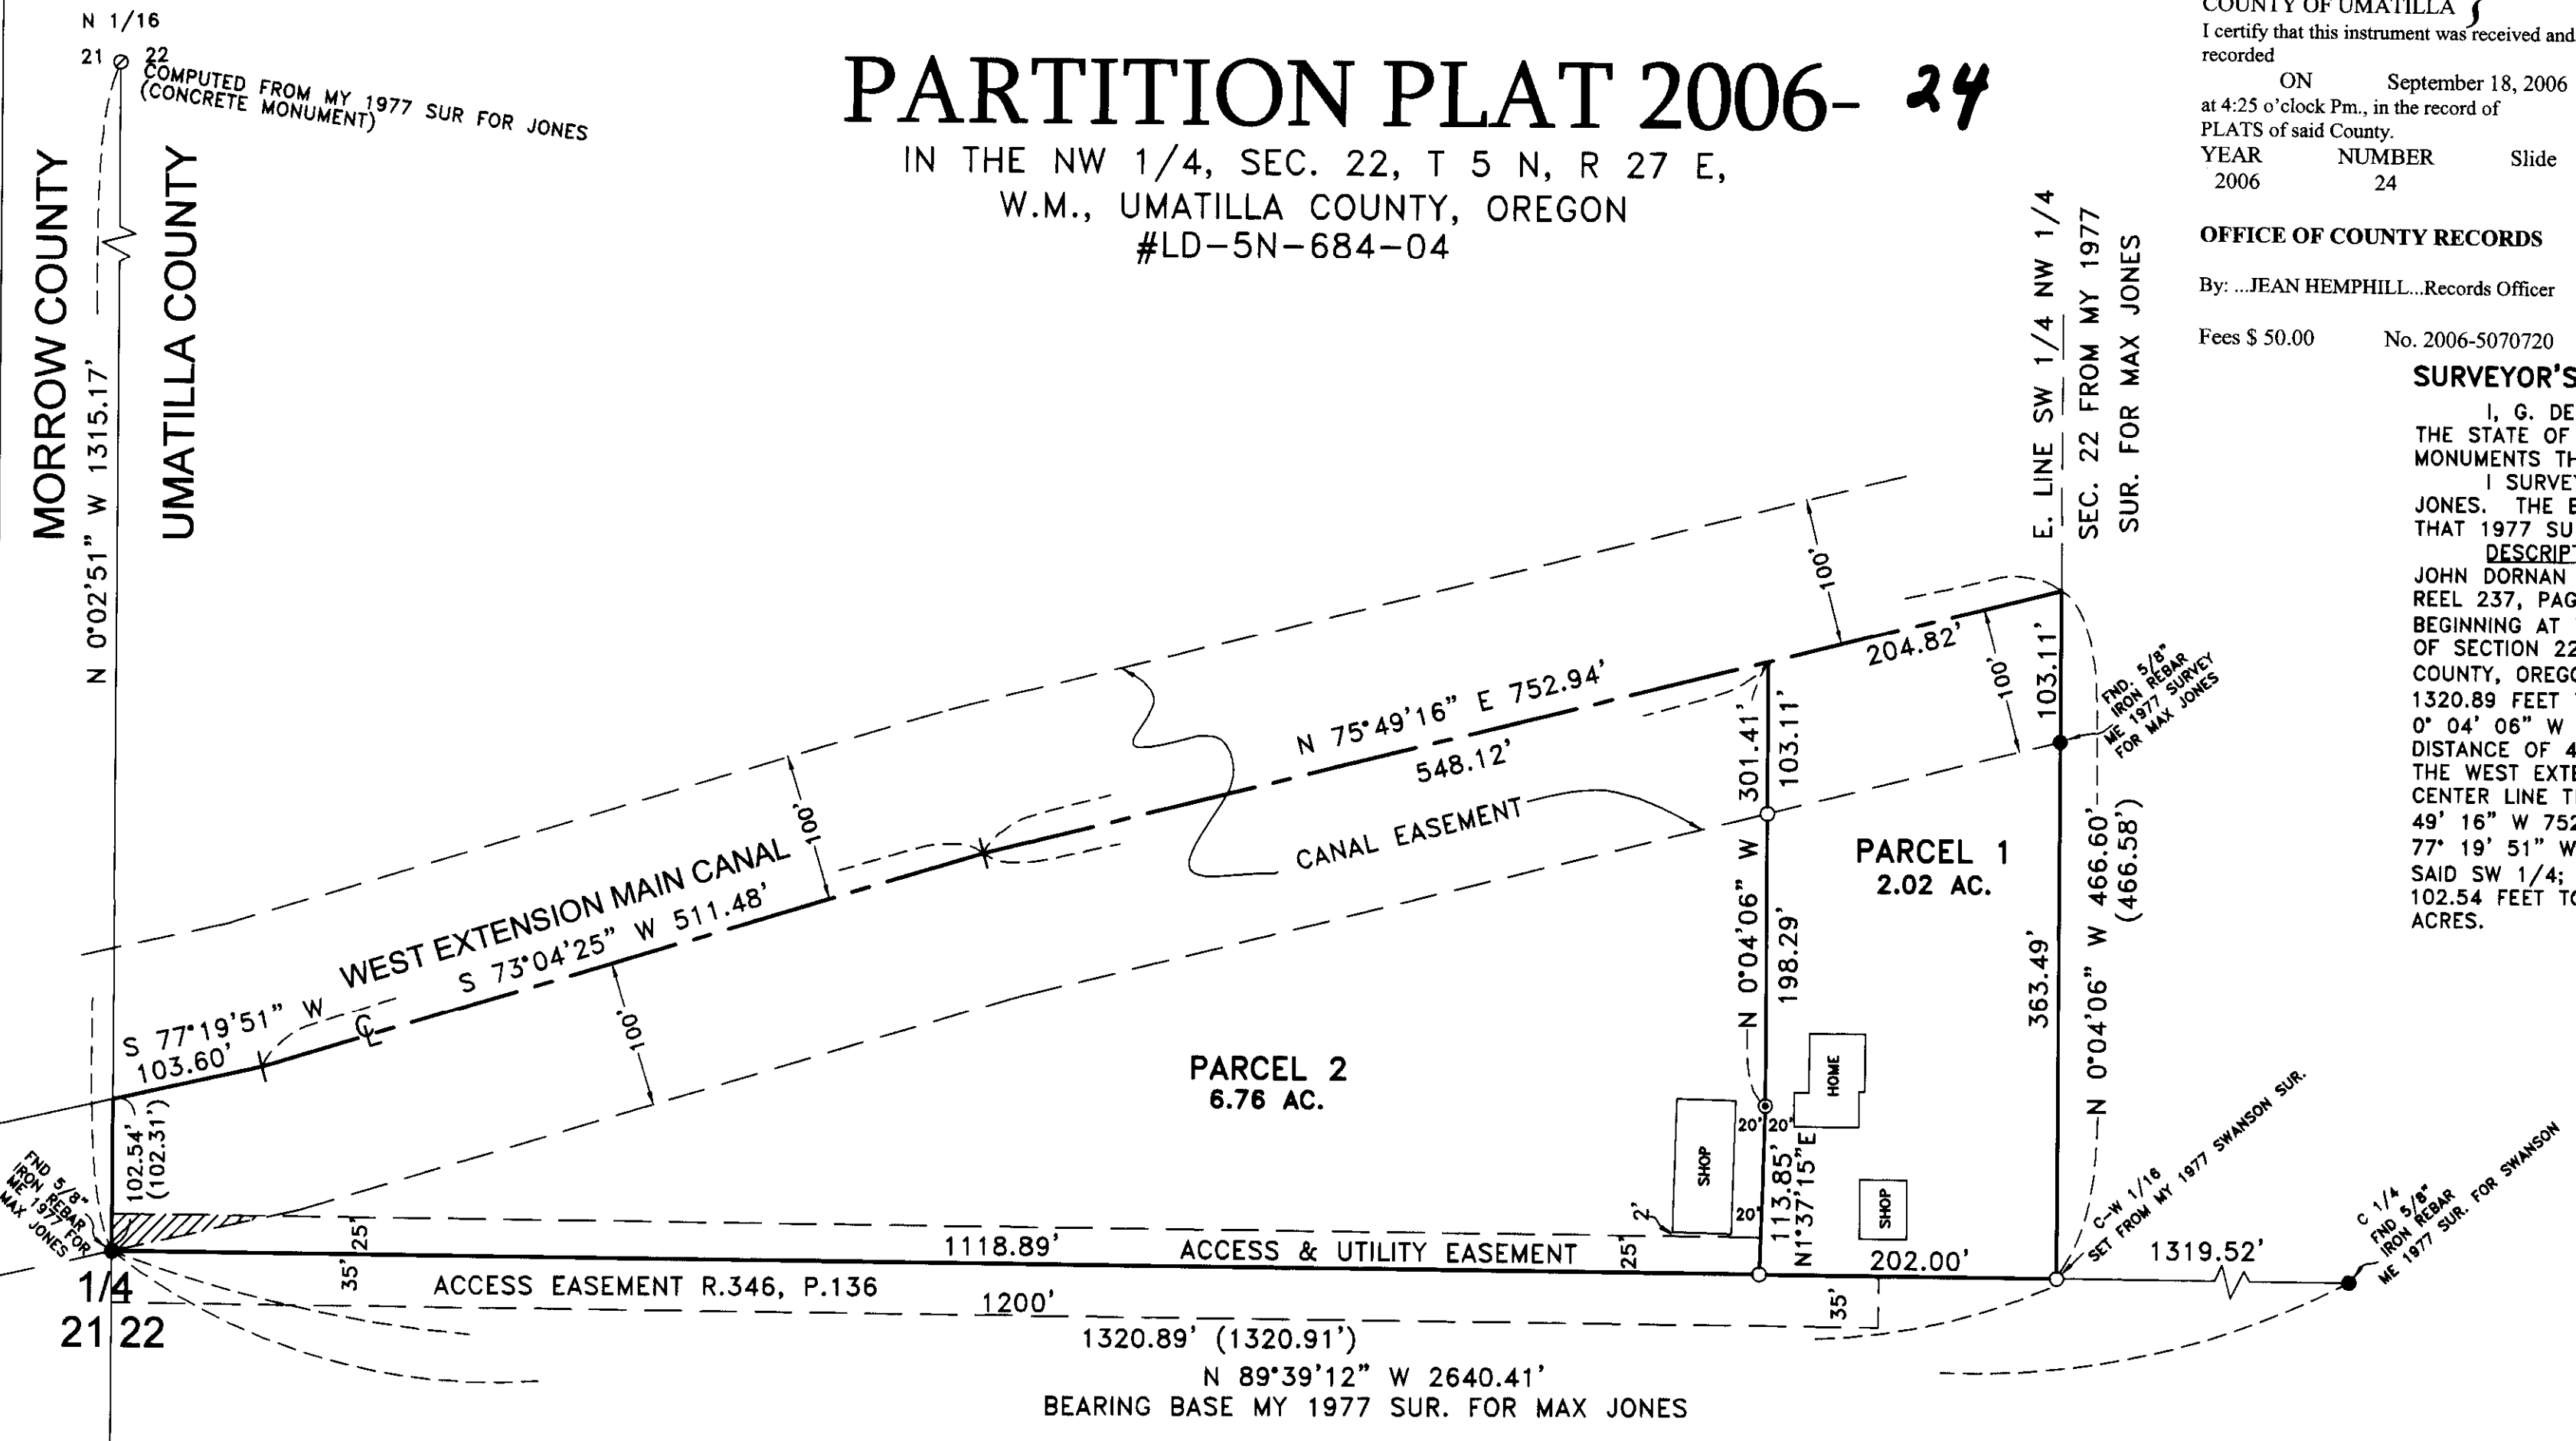 N 1/16
21 22
COMPUTED FROM MY 1977 SUR FOR JONES
(CONCRETE MONUMENT)
MORROW COUNTY
UMATILLA COUNTY
N 0°02'51" W 1315.17'
PARTITION PLAT 2006- 24
IN THE NW 1/4, SEC. 22, T 5 N, R 27 E,
W.M., UMATILLA COUNTY, OREGON
#LD-5N-684-04
COUNTY OF UMATILLA }
I certify that this instrument was received and
recorded
ON September 18, 2006
at 4:25 o'clock Pm., in the record of
PLATS of said County.
YEAR NUMBER Slide
2006 24
OFFICE OF COUNTY RECORDS
By: ...JEAN HEMPHILL...Records Officer
Fees $ 50.00 No. 2006-5070720
SURVEYOR'S
I, G. DE
THE STATE OF
MONUMENTS TH
I SURVEY
JONES. THE B
THAT 1977 SU
DESCRIPT
JOHN DORNAN
REEL 237, PAG
BEGINNING AT
OF SECTION 22
COUNTY, OREGO
1320.89 FEET
0° 04' 06" W
DISTANCE OF 4
THE WEST EXTE
CENTER LINE T
49' 16" W 752
77° 19' 51" W
SAID SW 1/4;
102.54 FEET TO
ACRES.
E. LINE SW 1/4 NW 1/4
SEC. 22 FROM MY 1977
SUR. FOR MAX JONES
100'
204.82'
100'
103.11'
FND. 5/8"
IRON REBAR
ME 1977 SURVEY
FOR MAX JONES
N 75°49'16" E 752.94'
548.12'
301.41'
103.11'
CANAL EASEMENT
100'
WEST EXTENSION MAIN CANAL
S 73°04'25" W 511.48'
PARCEL 1
2.02 AC.
N 0°04'06" W 466.60'
(466.58')
N 0°04'06" W
198.29'
363.49'
S 77°19'51" W
103.60'
CL
100'
PARCEL 2
6.76 AC.
HOME
20' 20'
SHOP
113.85'
N1°37'15"E
SHOP
20'
2'
102.54'
(102.31')
FND 5/8"
IRON REBAR
ME 1977 FOR
MAX JONES
25'
1118.89'
ACCESS & UTILITY EASEMENT
25'
202.00'
C-W 1/16
SET FROM MY 1977 SWANSON SUR.
1319.52'
C 1/4
FND 5/8"
IRON REBAR
ME 1977 SUR. FOR SWANSON
1/4
21 22
35'
ACCESS EASEMENT R.346, P.136
1200'
35'
1320.89' (1320.91')
N 89°39'12" W 2640.41'
BEARING BASE MY 1977 SUR. FOR MAX JONES